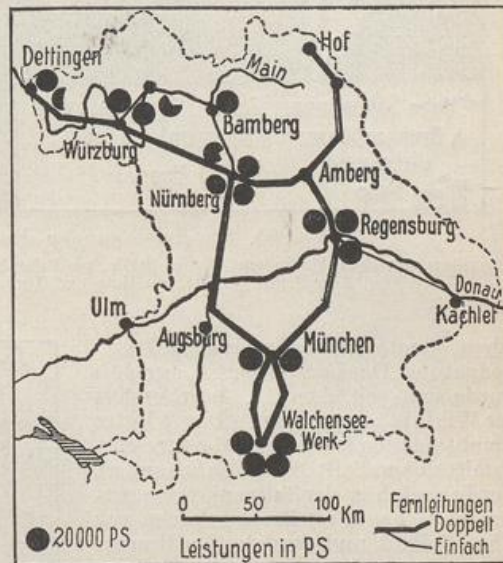 Dettingen
Hof
Main
Bamberg
Würzburg
Amberg
Nürnberg
Regensburg
Donau
Kachlet
Ulm
Augsburg
München
Walchensee-
Werk
0 50 100
Km
Fernleitungen
Doppelt
Einfach
20000 PS
Leistungen in PS